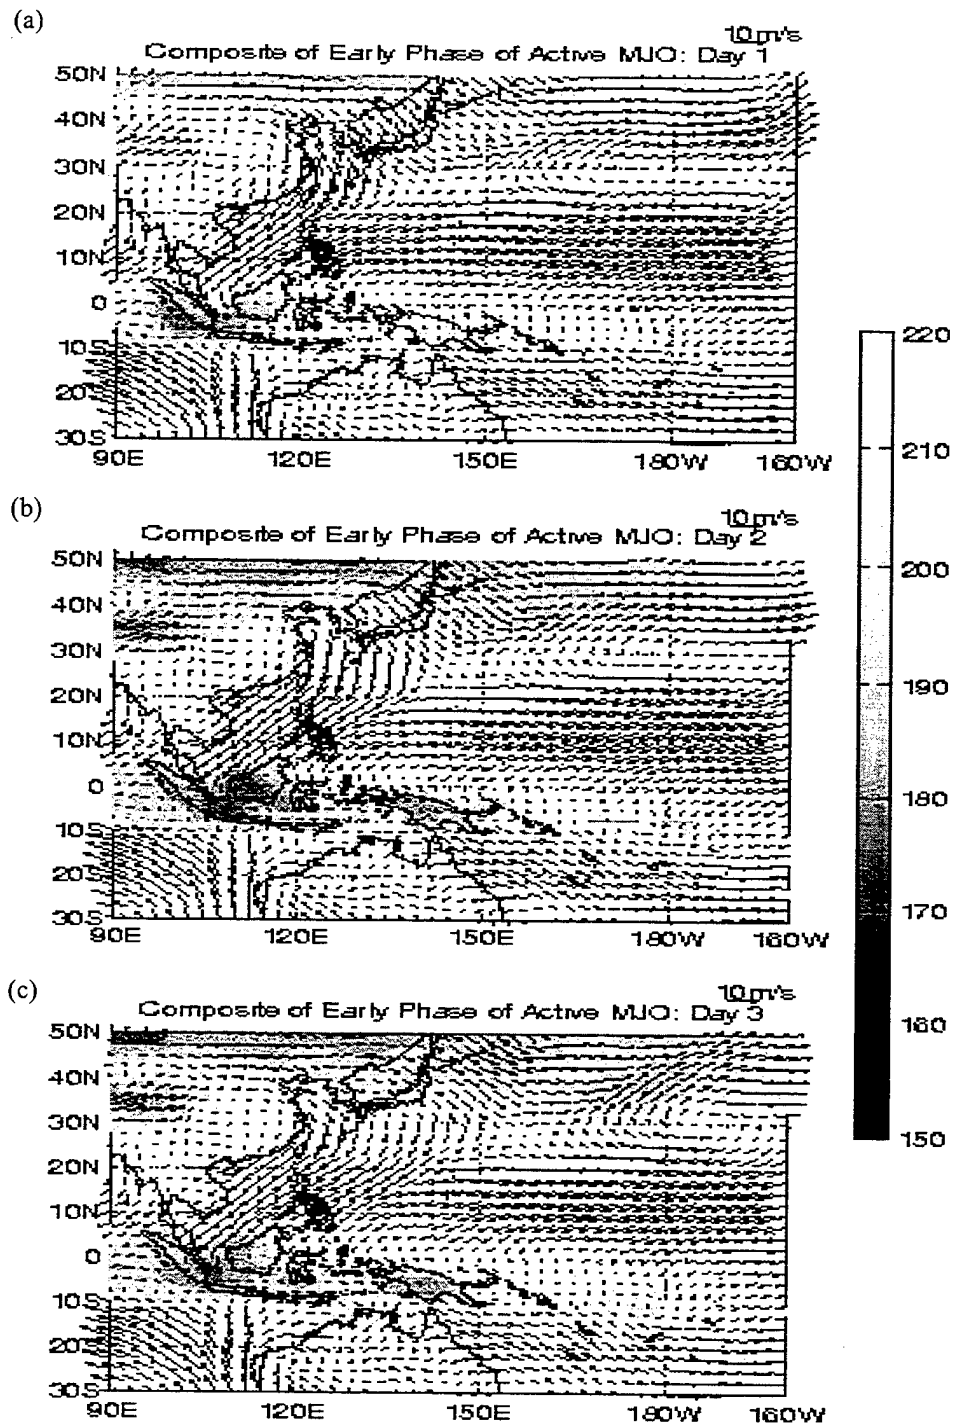 (a)
10 m/s
Composite of Early Phase of Active MJO: Day 1
50N
40N
30N
20N
10N
0
10S
20S
30S
90E 120E 150E 180W 160W
(b)
10 m/s
Composite of Early Phase of Active MJO: Day 2
50N
40N
30N
20N
10N
0
10S
20S
30S
90E 120E 150E 180W 160W
(c)
10 m/s
Composite of Early Phase of Active MJO: Day 3
50N
40N
30N
20N
10N
0
10S
20S
30S
90E 120E 150E 180W 160W
220
210
200
190
180
170
160
150